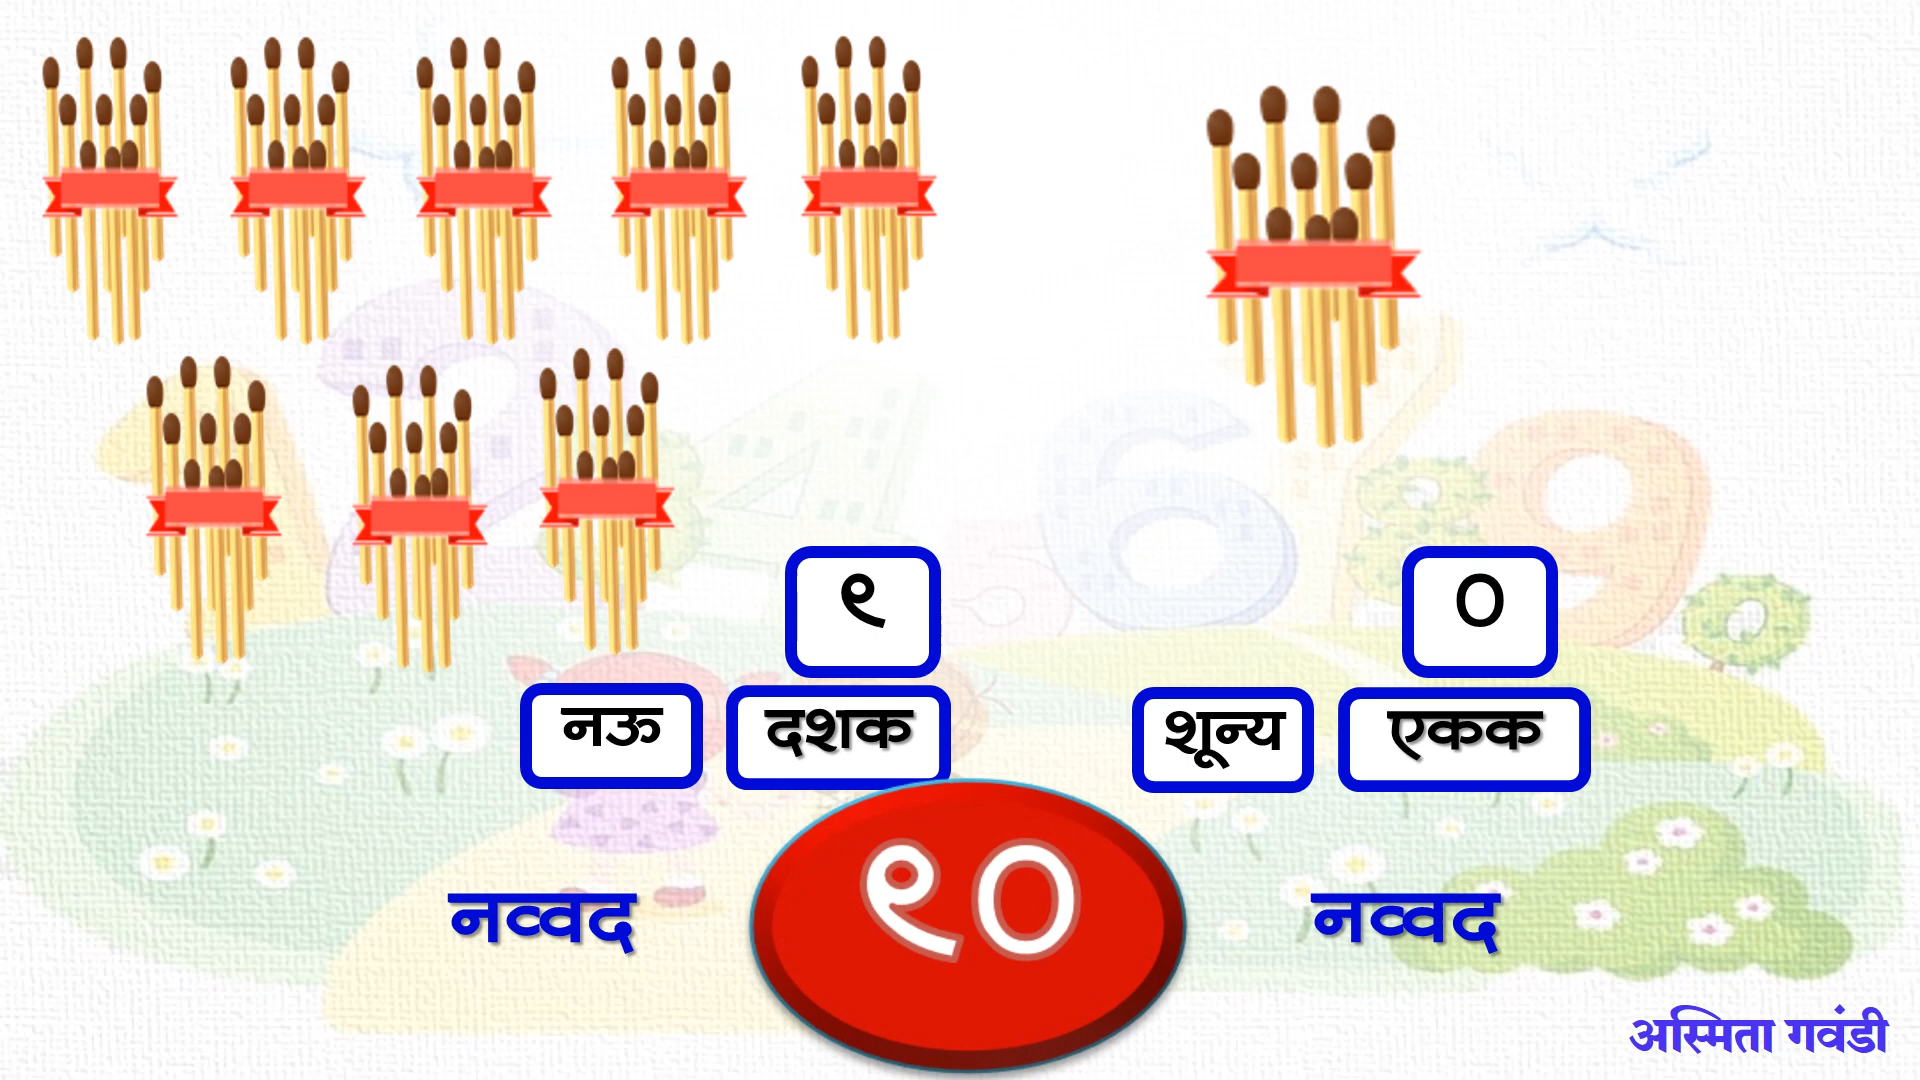 ९ ०
नऊ दशक शून्य एकक
९०
नव्वद नव्वद
अस्मिता गवंडी